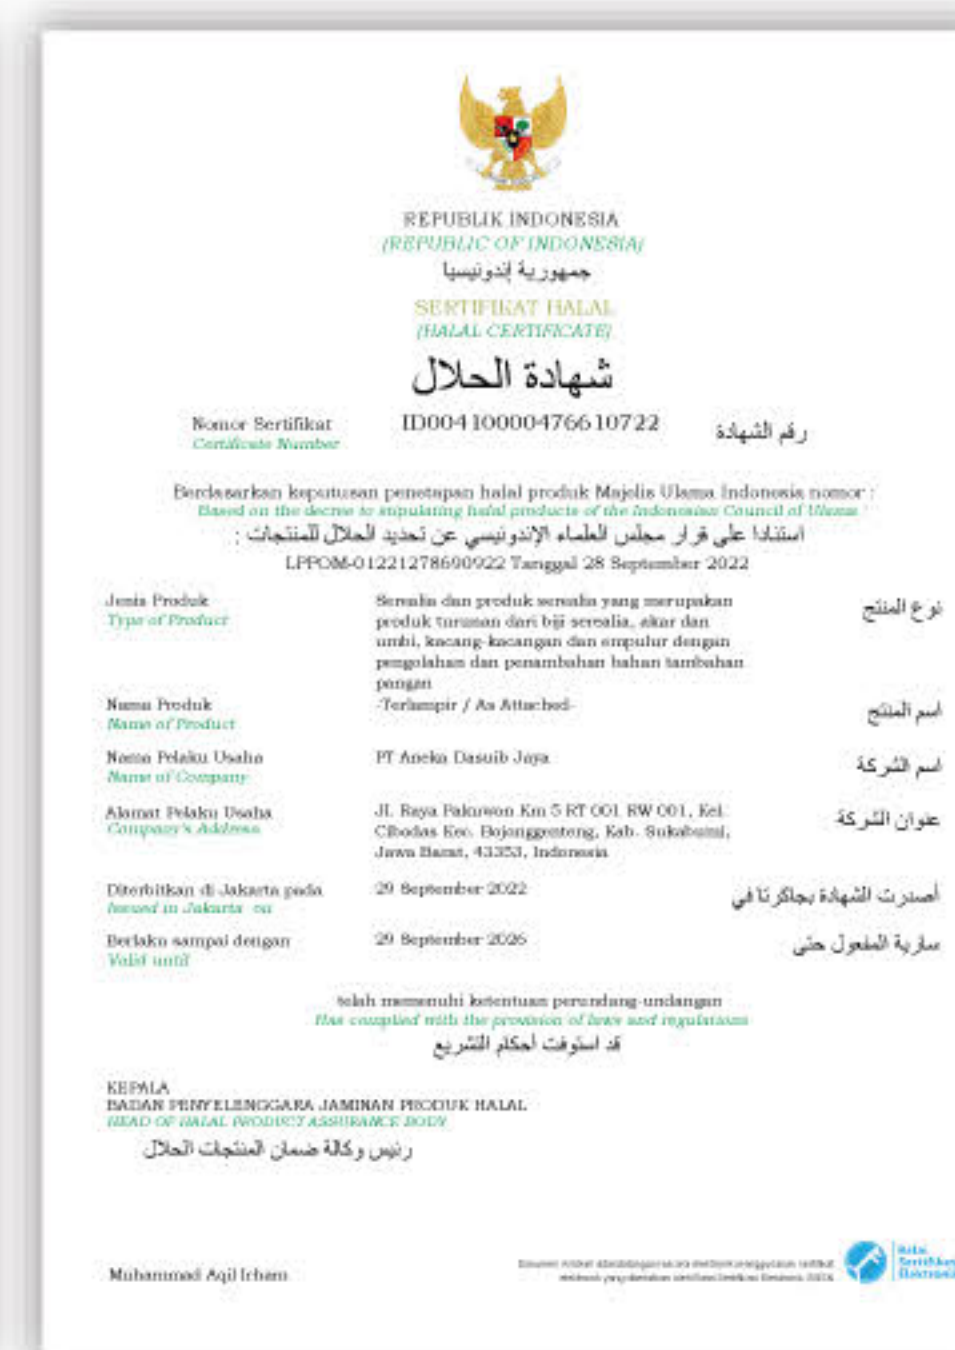 REPUBLIK INDONESIA
(REPUBLIC OF INDONESIA)
جمهورية إندونيسيا
SERTIFIKAT HALAL
(HALAL CERTIFICATE)
شهادة الحلال
Nomor Sertifikat ID00410000476610722 رقم الشهادة
Certificate Number
Berdasarkan keputusan penetapan halal produk Majelis Ulama Indonesia nomor :
Based on the decree to stipulating halal products of the Indonesian Council of Ulama
استنادا على قرار مجلس العلماء الإندونيسي عن تحديد الحلال للمنتجات :
LPPOM-01221278690922 Tanggal 28 September 2022
Jenis Produk Serealia dan produk serealia yang merupakan نوع المنتج
Type of Product produk turunan dari biji serealia, akar dan
umbi, kacang-kacangan dan empulur dengan
pengolahan dan penambahan bahan tambahan
pangan
Nama Produk -Terlampir / As Attached- اسم المنتج
Name of Product
Nama Pelaku Usaha PT Aneka Dasuib Jaya اسم الشركة
Name of Company
Alamat Pelaku Usaha Jl. Raya Pakuwon Km 5 RT 001 RW 001, Kel. عنوان الشركة
Company's Address Cibodas Kec. Bojonggenteng, Kab. Sukabumi,
Jawa Barat, 43353, Indonesia
Diterbitkan di Jakarta pada 29 September 2022 أصدرت الشهادة بجاكرتا في
Issued in Jakarta on
Berlaku sampai dengan 29 September 2026 سارية المفعول حتى
Valid until
telah memenuhi ketentuan perundang-undangan
Has complied with the provision of laws and regulations
قد استوفت أحكام التشريع
KEPALA
BADAN PENYELENGGARA JAMINAN PRODUK HALAL
HEAD OF HALAL PRODUCT ASSURANCE BODY
رئيس وكالة ضمان المنتجات الحلال
Muhammad Aqil Irham
Balai
Sertifikasi
Elektronik